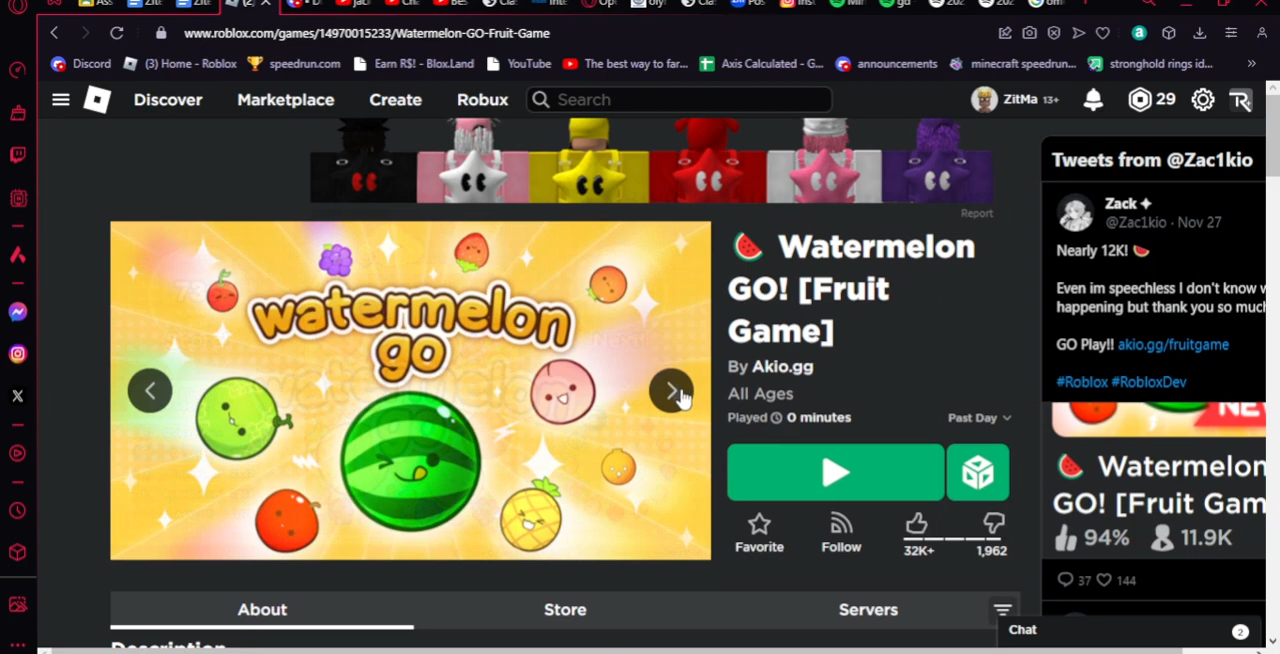 www.roblox.com/games/14970015233/Watermelon-GO-Fruit-Game
Discord
(3) Home - Roblox
speedrun.com
Earn R$! - Blox.Land
YouTube
The best way to far...
Axis Calculated - G...
announcements
minecraft speedrun...
stronghold rings id...
Discover
Marketplace
Create
Robux
Search
ZitMa 13+
29
Report
watermelon
go
Watermelon
GO! [Fruit
Game]
By Akio.gg
All Ages
Played 0 minutes
Past Day
Favorite
Follow
32K+
1,962
About
Store
Servers
Tweets from @Zac1kio
Zack
@Zac1kio · Nov 27
Nearly 12K!
Even im speechless I don't know
happening but thank you so much
GO Play!! akio.gg/fruitgame
#Roblox #RobloxDev
NEW
Watermelon
GO! [Fruit Gam
94% 11.9K
37 144
Chat
2